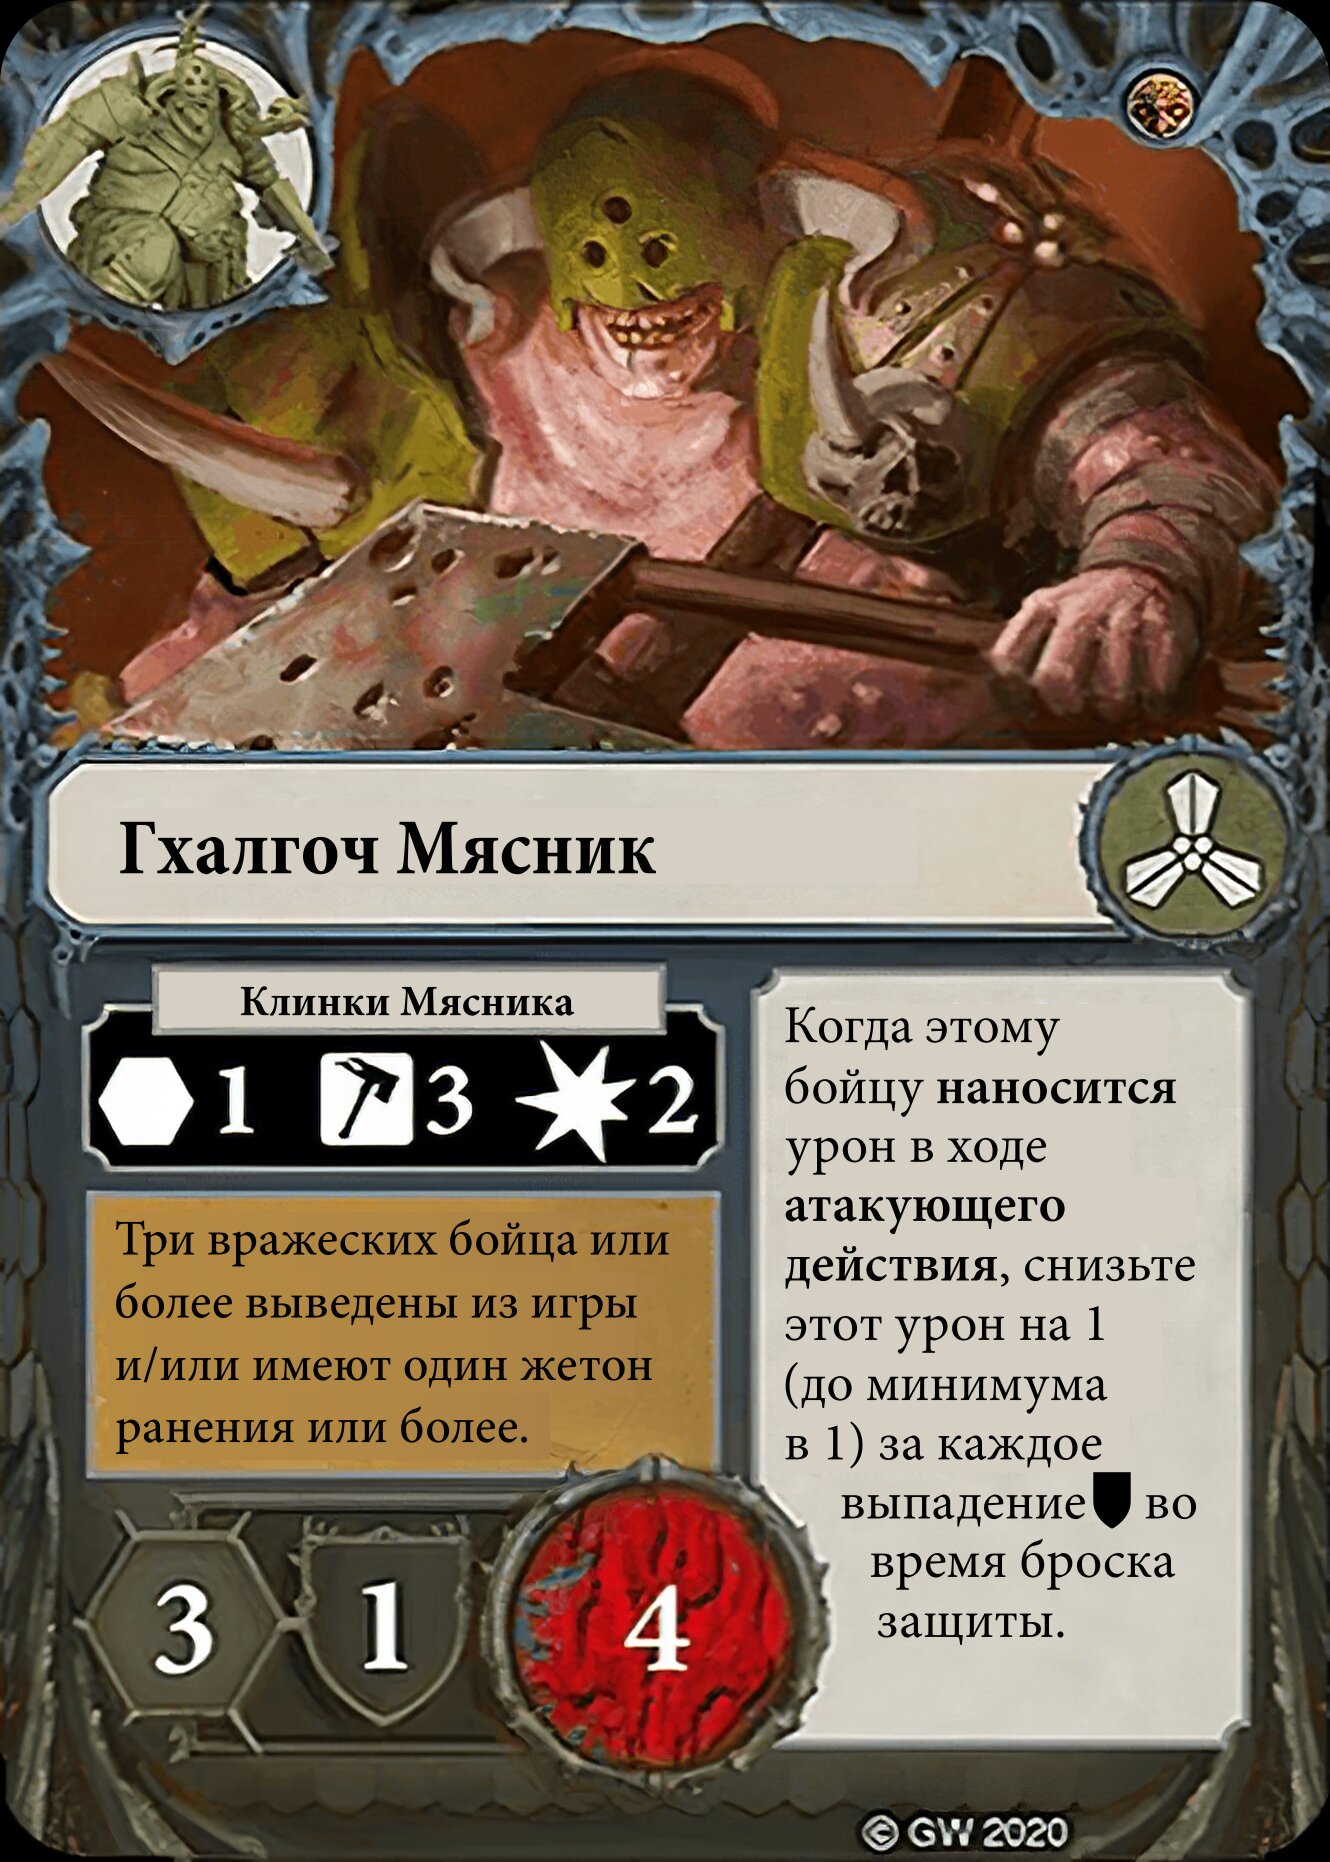 Гхалгоч Мясник
Клинки Мясника
1 3 2
Три вражеских бойца или
более выведены из игры
и/или имеют один жетон
ранения или более.
3 1 4
Когда этому
бойцу наносится
урон в ходе
атакующего
действия, снизьте
этот урон на 1
(до минимума
в 1) за каждое
выпадение во
время броска
защиты.
© GW 2020